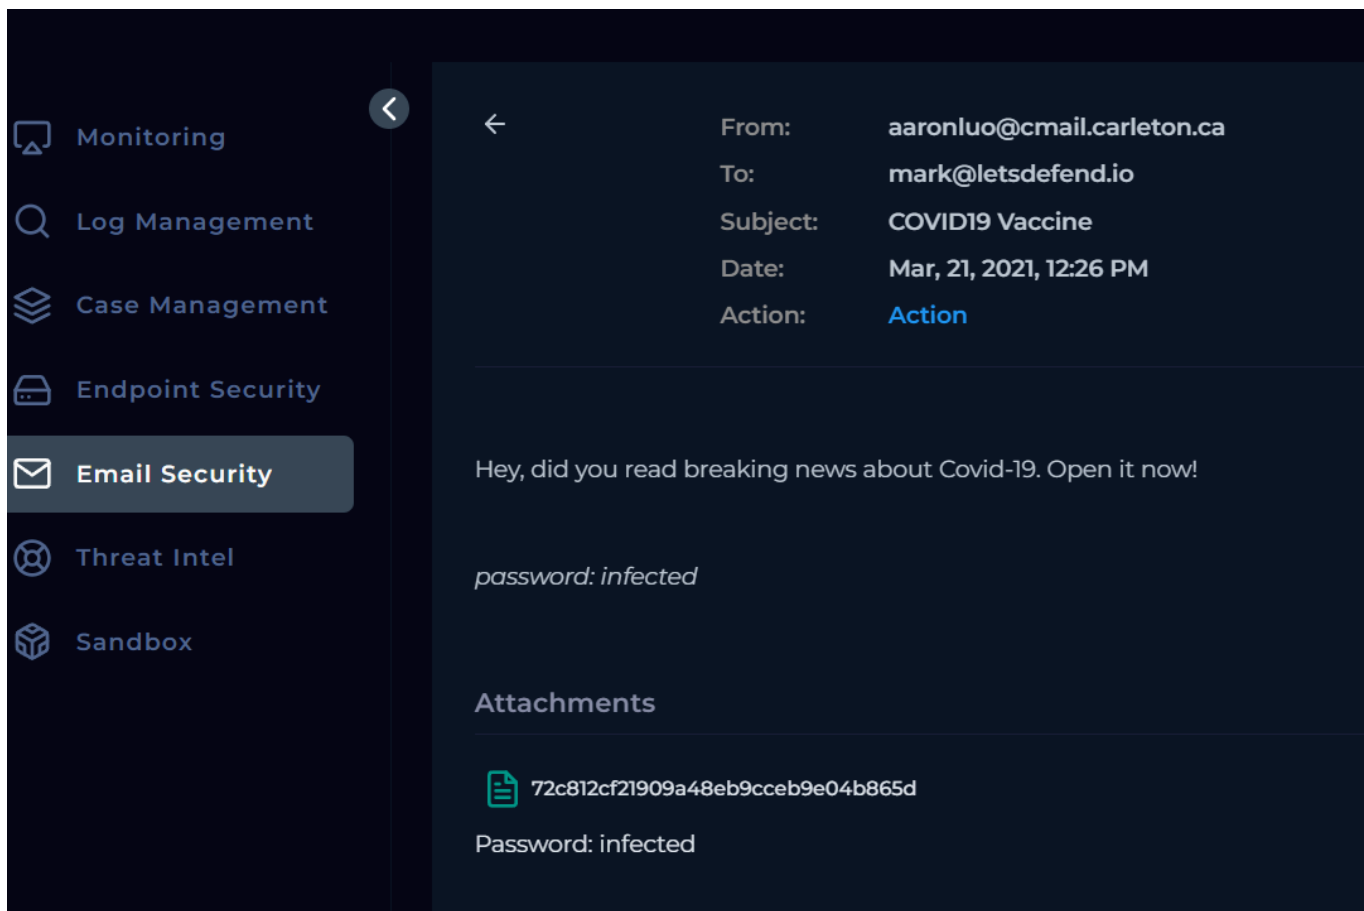 Monitoring
Log Management
Case Management
Endpoint Security
Email Security
Threat Intel
Sandbox
From: aaronluo@cmail.carleton.ca
To: mark@letsdefend.io
Subject: COVID19 Vaccine
Date: Mar, 21, 2021, 12:26 PM
Action: Action
Hey, did you read breaking news about Covid-19. Open it now!
password: infected
Attachments
72c812cf21909a48eb9cceb9e04b865d
Password: infected